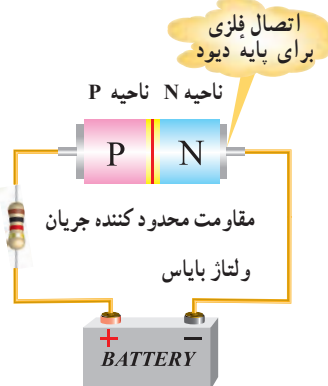 اتصال فلزی
برای پایهٔ دیود
ناحیه N ناحیه P
P N
مقاومت محدود کننده جریان
ولتاژ بایاس
+ −
BATTERY